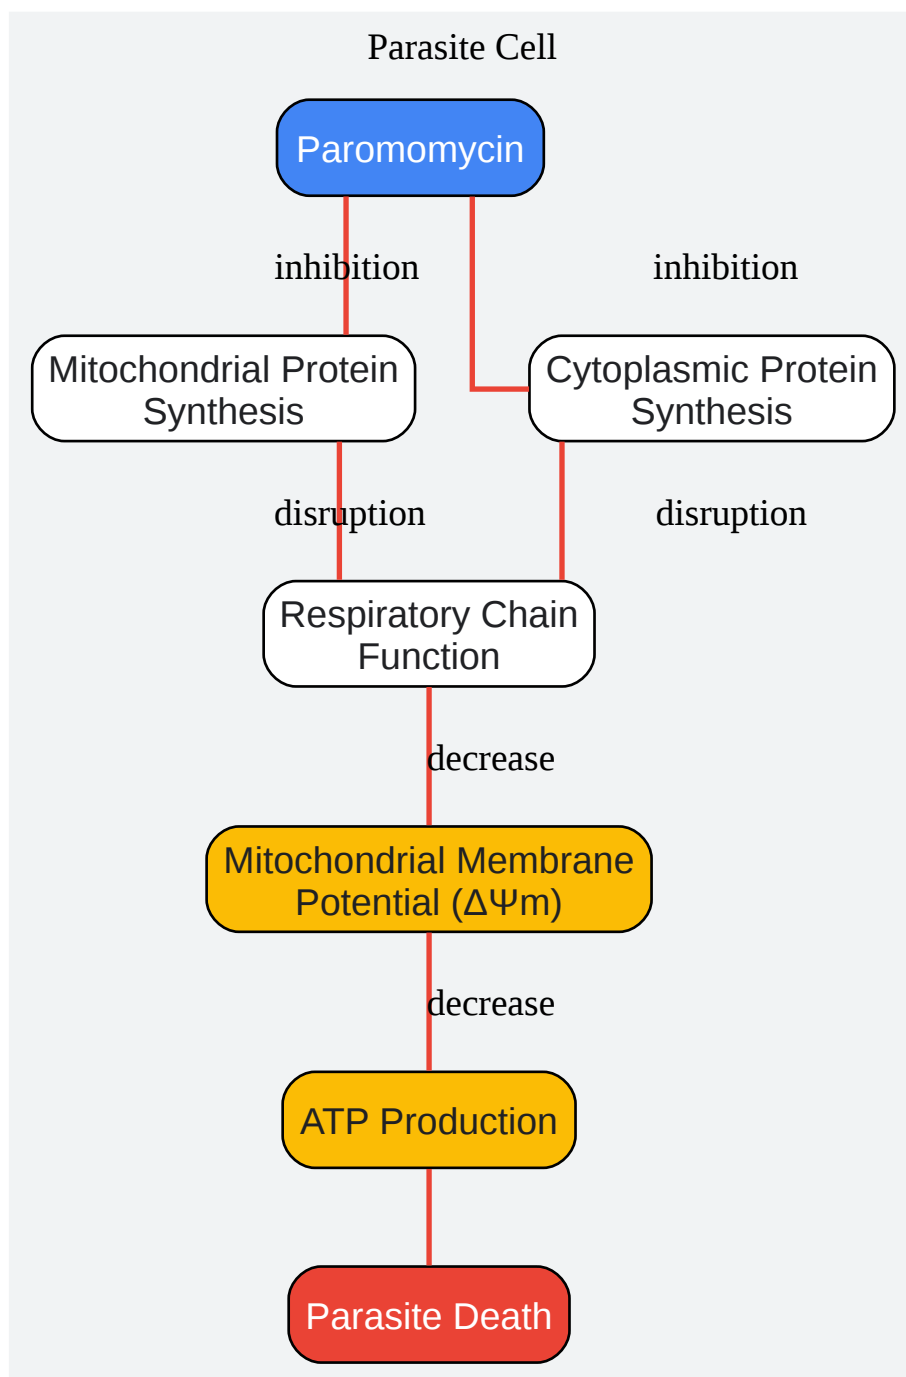 Parasite Cell
Paromomycin
inhibition
inhibition
Mitochondrial Protein
Synthesis
Cytoplasmic Protein
Synthesis
disruption
disruption
Respiratory Chain
Function
decrease
Mitochondrial Membrane
Potential (ΔΨm)
decrease
ATP Production
Parasite Death